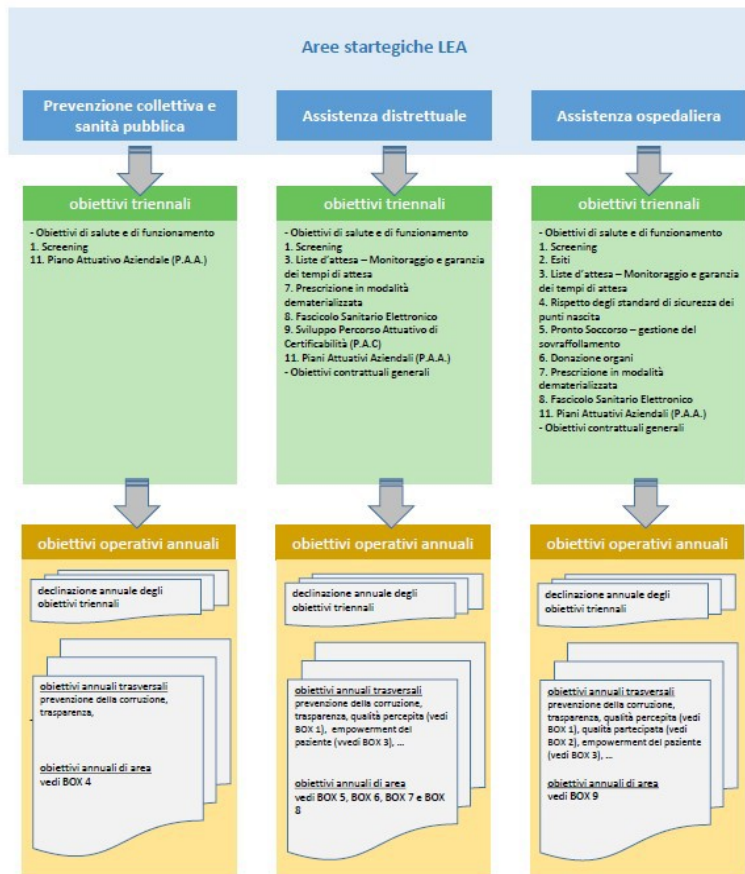 Aree startegiche LEA
Prevenzione collettiva e
sanità pubblica
obiettivi triennali
- Obiettivi di salute e di funzionamento
1. Screening
11. Piano Attuativo Aziendale (P.A.A.)
obiettivi operativi annuali
declinazione annuale degli
obiettivi triennali
obiettivi annuali trasversali
prevenzione della corruzione,
trasparenza,
obiettivi annuali di area
vedi BOX 4
Assistenza distrettuale
obiettivi triennali
- Obiettivi di salute e di funzionamento
1. Screening
3. Liste d'attesa – Monitoraggio e garanzia
dei tempi di attesa
7. Prescrizione in modalità
dematerializzata
8. Fascicolo Sanitario Elettronico
9. Sviluppo Percorso Attuativo di
Certificabilità (P.A.C)
11. Piani Attuativi Aziendali (P.A.A.)
- Obiettivi contrattuali generali
obiettivi operativi annuali
declinazione annuale degli
obiettivi triennali
obiettivi annuali trasversali
prevenzione della corruzione,
trasparenza, qualità percepita (vedi
BOX 1), empowerment del
paziente (vvedi BOX 3), ...
obiettivi annuali di area
vedi BOX 5, BOX 6, BOX 7 e BOX
8
Assistenza ospedaliera
obiettivi triennali
- Obiettivi di salute e di funzionamento
1. Screening
2. Esiti
3. Liste d'attesa – Monitoraggio e garanzia
dei tempi di attesa
4. Rispetto degli standard di sicurezza dei
punti nascita
5. Pronto Soccorso – gestione del
sovraffollamento
6. Donazione organi
7. Prescrizione in modalità
dematerializzata
8. Fascicolo Sanitario Elettronico
11. Piani Attuativi Aziendali (P.A.A.)
- Obiettivi contrattuali generali
obiettivi operativi annuali
declinazione annuale degli
obiettivi triennali
obiettivi annuali trasversali
prevenzione della corruzione,
trasparenza, qualità percepita (vedi
BOX 1), qualità partecipata (vedi
BOX 2), empowerment del paziente
(vedi BOX 3), ...
obiettivi annuali di area
vedi BOX 9